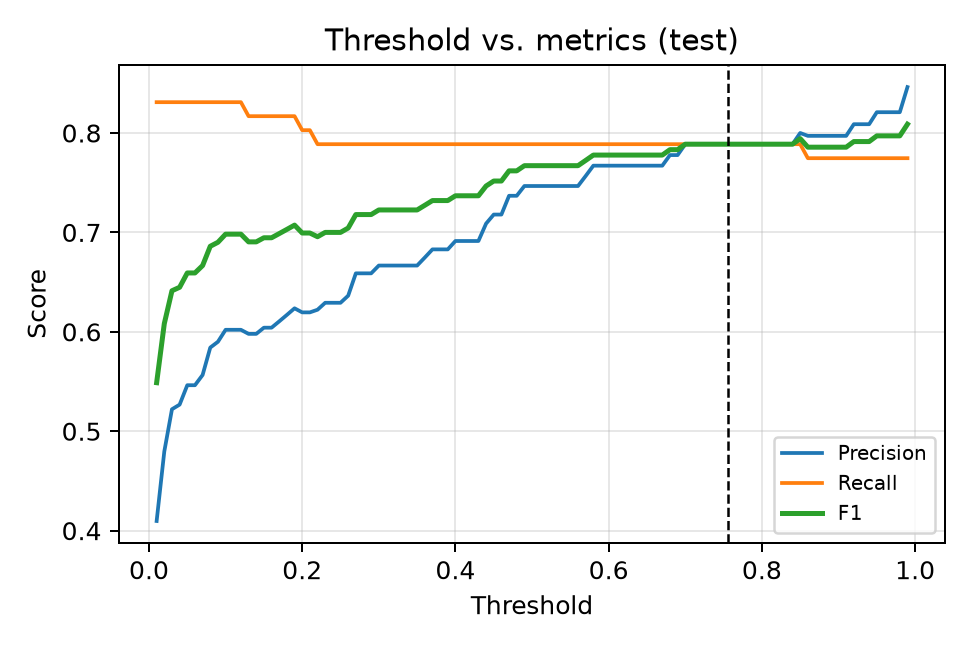 Threshold vs. metrics (test)
Score
0.8
0.7
0.6
0.5
0.4
Precision
Recall
F1
0.0 0.2 0.4 0.6 0.8 1.0
Threshold